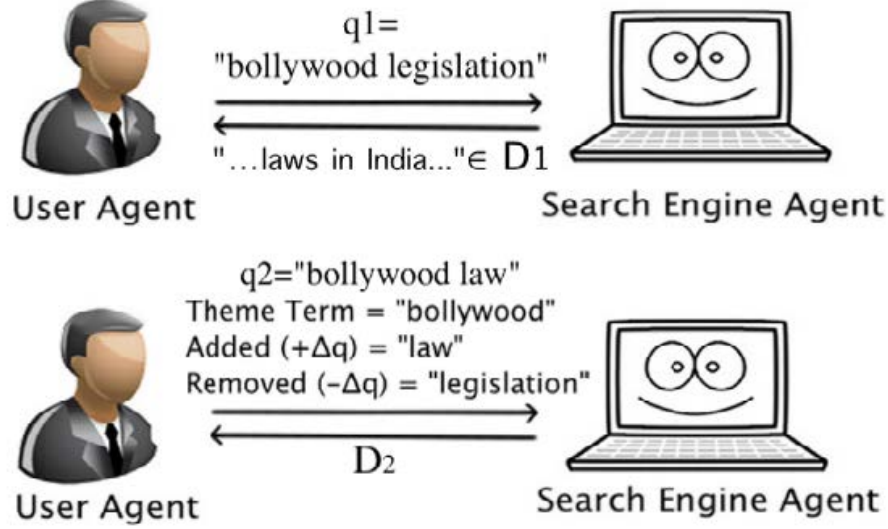 q1=
"bollywood legislation"
"...laws in India..."∈ D1
User Agent
Search Engine Agent
q2="bollywood law"
Theme Term = "bollywood"
Added (+Δq) = "law"
Removed (-Δq) = "legislation"
D2
User Agent
Search Engine Agent